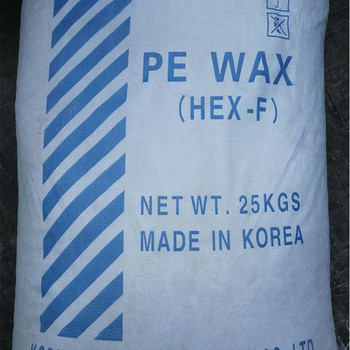 PE WAX
(HEX-F)
NET WT. 25KGS
MADE IN KOREA